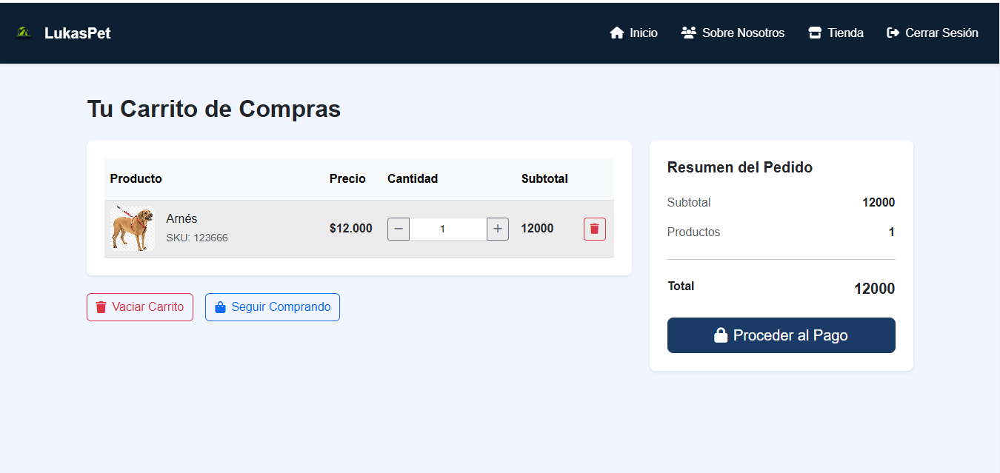 LukasPet
Inicio
Sobre Nosotros
Tienda
Cerrar Sesión
Tu Carrito de Compras
Producto Precio Cantidad Subtotal
Arnés
SKU: 123666
$12.000 1 12000
Vaciar Carrito
Seguir Comprando
Resumen del Pedido
Subtotal 12000
Productos 1
Total 12000
Proceder al Pago